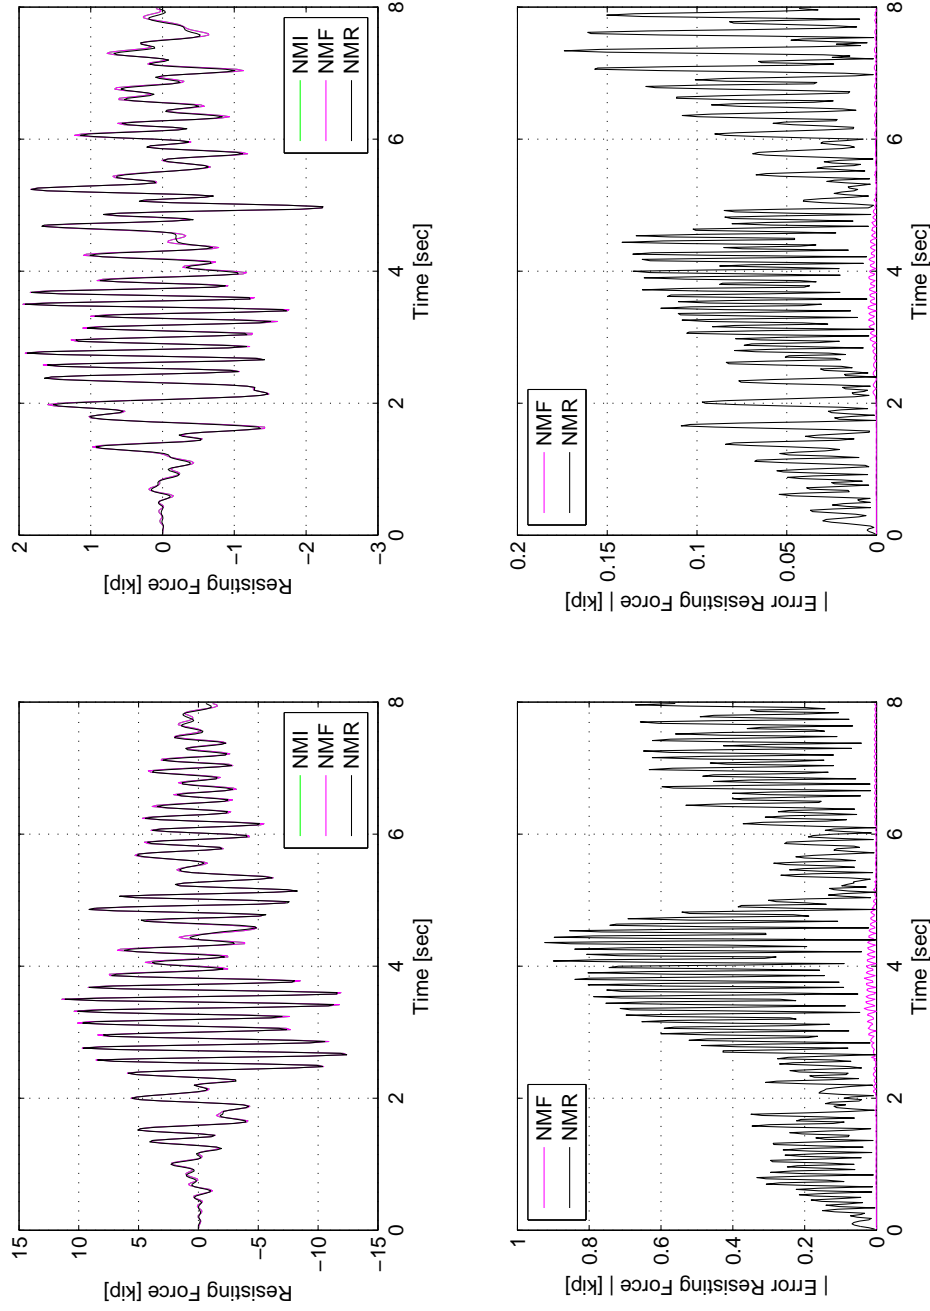 Resisting Force [kip]
15
10
5
0
−5
−10
−15
0
2
4
6
8
Time [sec]
NMI
NMF
NMR
Resisting Force [kip]
2
1
0
−1
−2
−3
0
2
4
6
8
Time [sec]
NMI
NMF
NMR
| Error Resisting Force | [kip]
1
0.8
0.6
0.4
0.2
0
0
2
4
6
8
Time [sec]
NMF
NMR
| Error Resisting Force | [kip]
0.2
0.15
0.1
0.05
0
0
2
4
6
8
Time [sec]
NMF
NMR